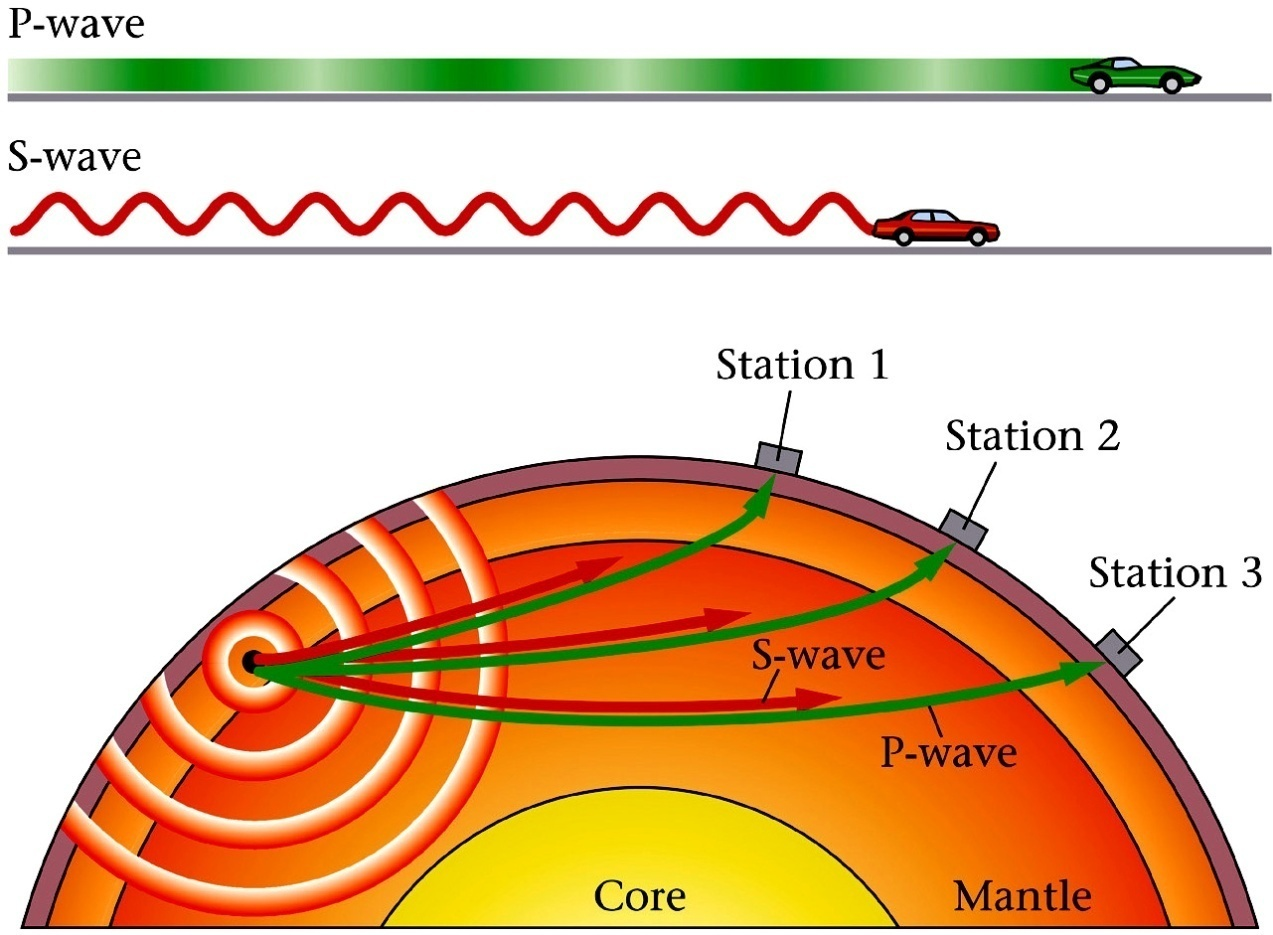 P-wave
S-wave
Station 1
Station 2
Station 3
S-wave
P-wave
Core
Mantle